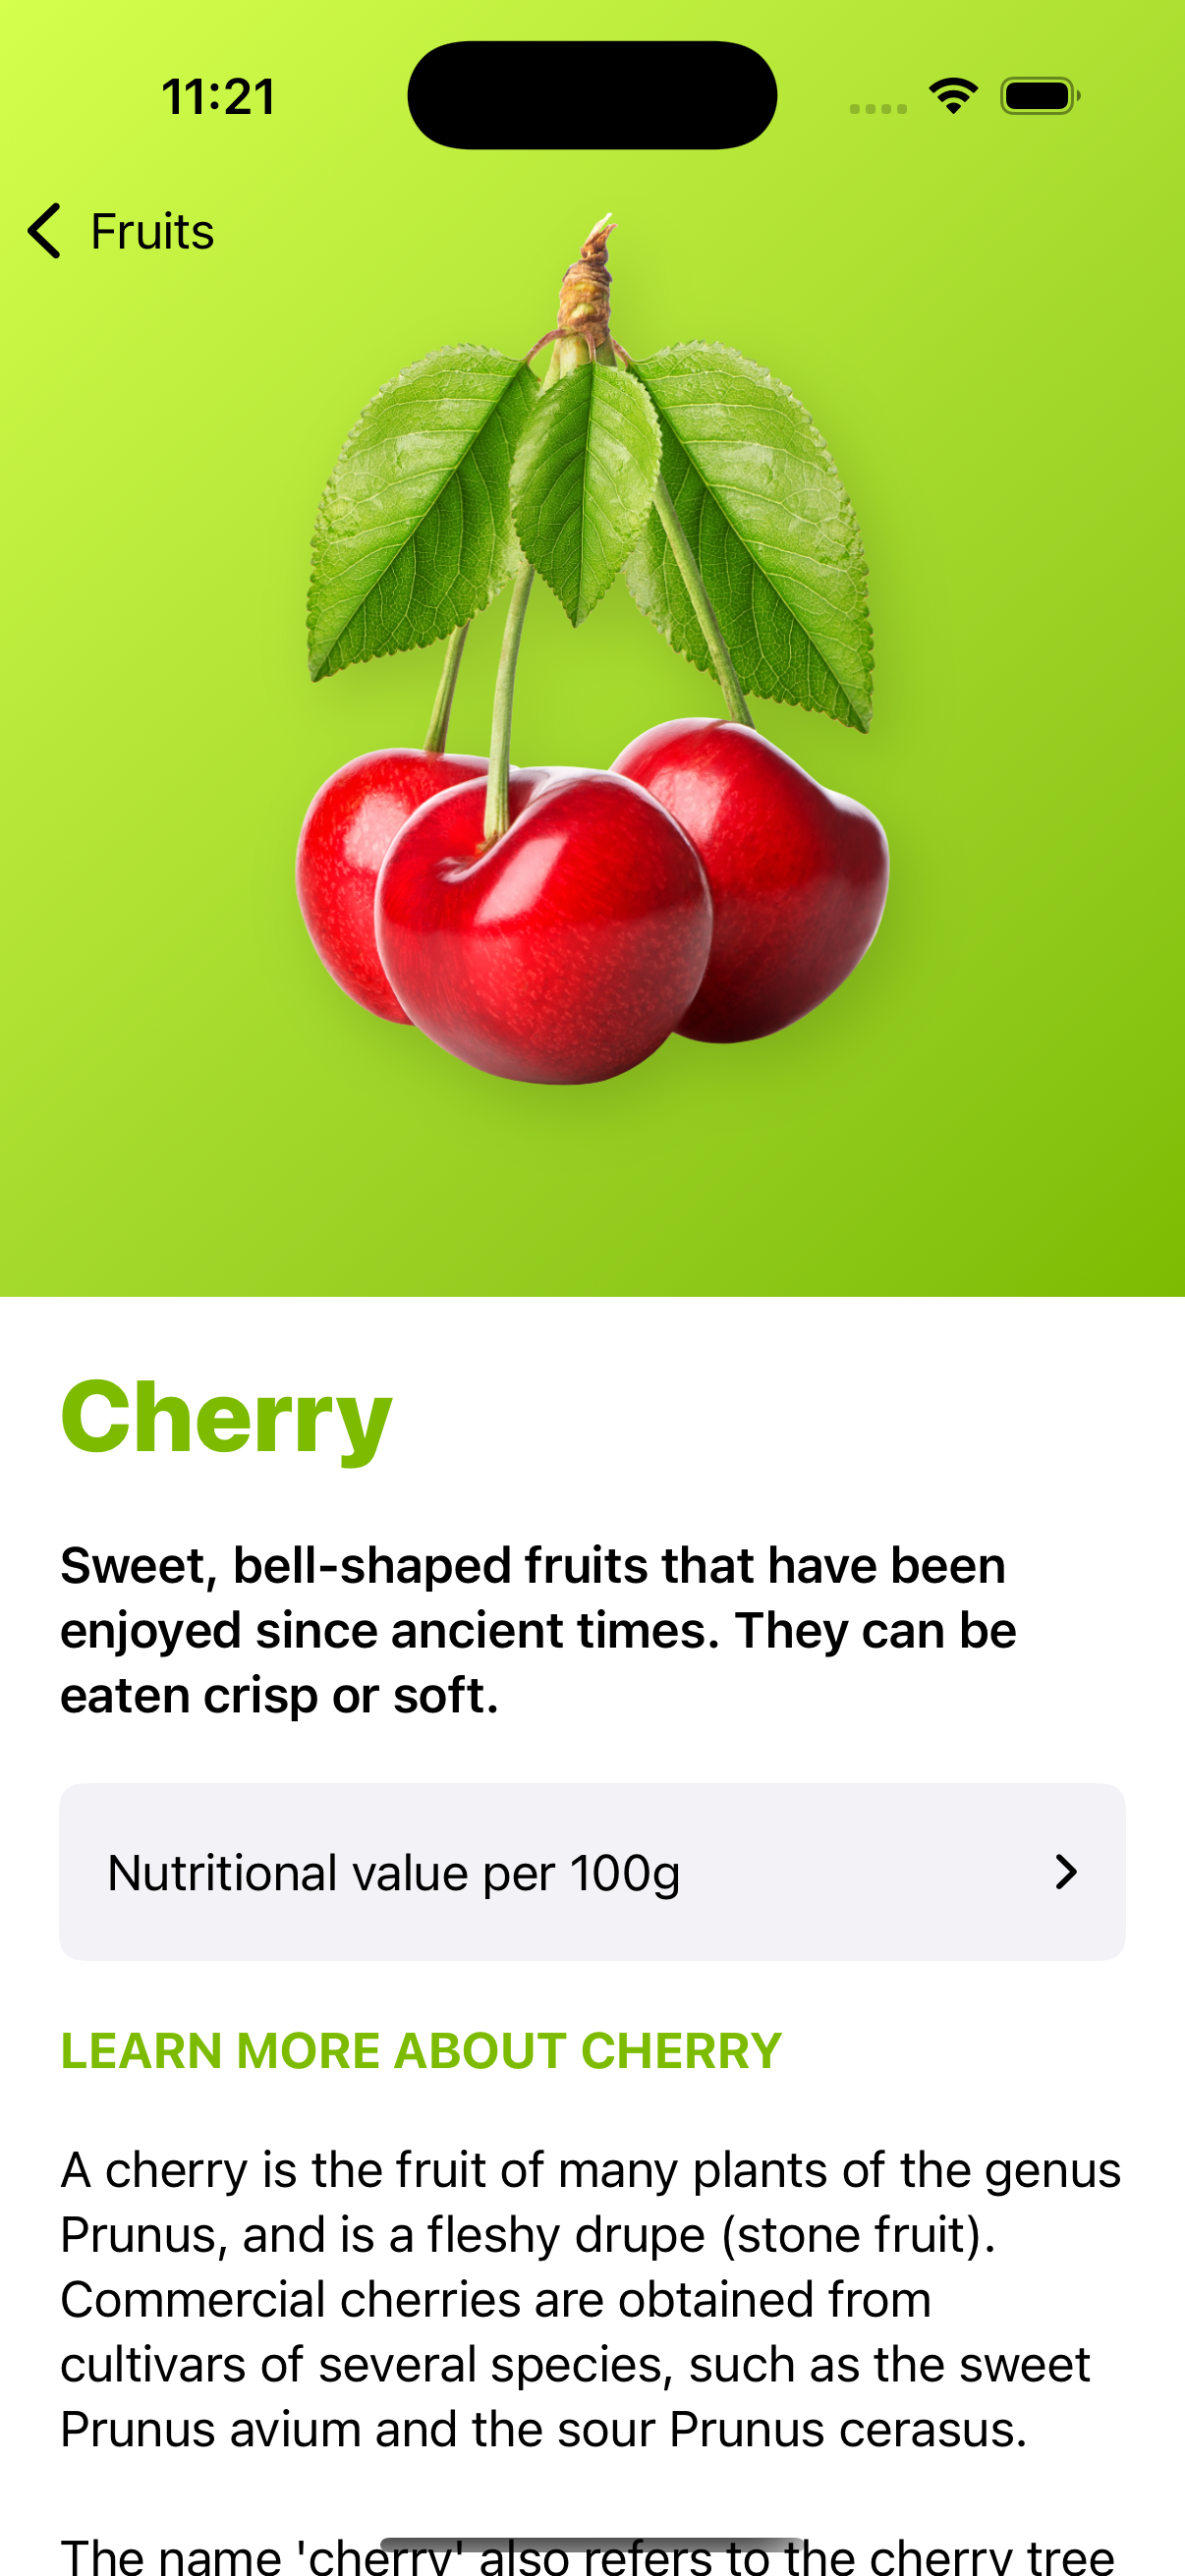 11:21
Fruits
Cherry
Sweet, bell-shaped fruits that have been
enjoyed since ancient times. They can be
eaten crisp or soft.
Nutritional value per 100g
LEARN MORE ABOUT CHERRY
A cherry is the fruit of many plants of the genus
Prunus, and is a fleshy drupe (stone fruit).
Commercial cherries are obtained from
cultivars of several species, such as the sweet
Prunus avium and the sour Prunus cerasus.
The name 'cherry' also refers to the cherry tree